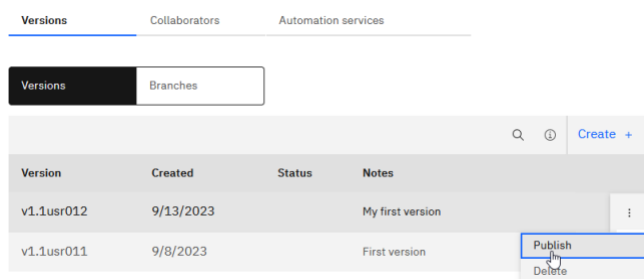 Versions Collaborators Automation services
Versions Branches
Create +
Version Created Status Notes
v1.1usr012 9/13/2023 My first version
v1.1usr011 9/8/2023 First version
Publish
Delete